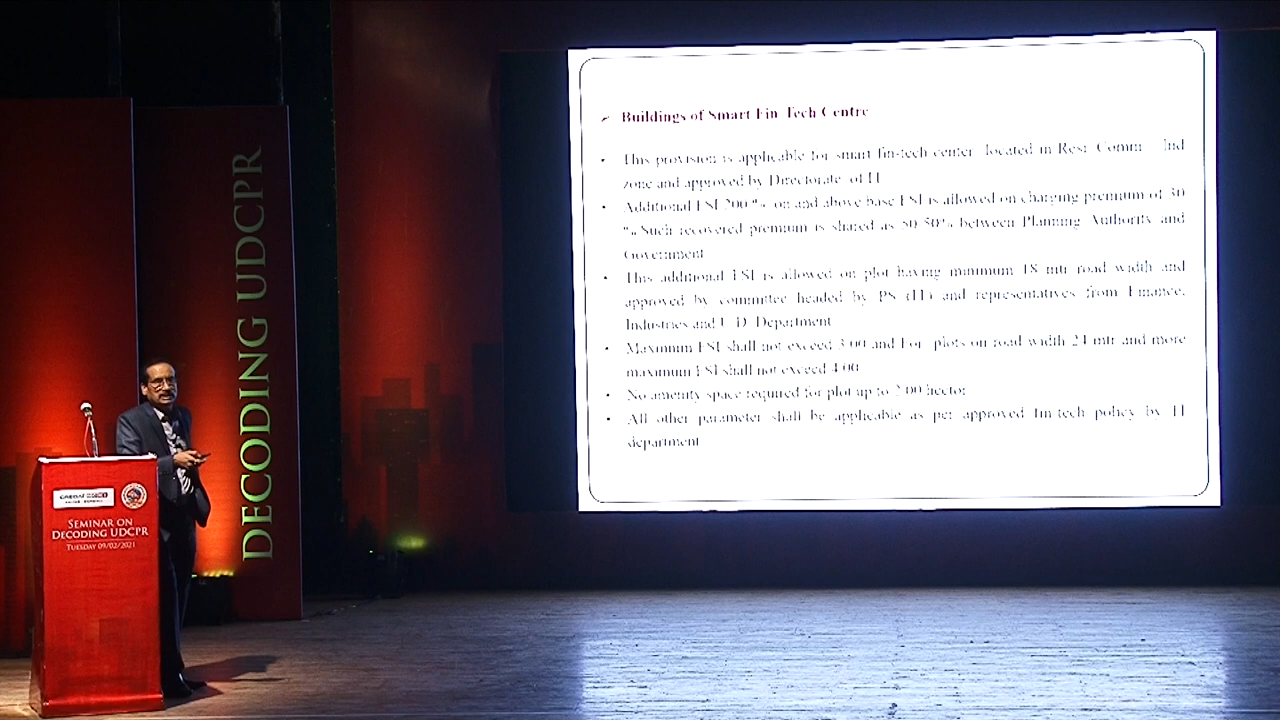 Buildings of Smart Fin Tech Centre
This provision is applicable for smart fin-tech center located in Resi Comm Ind
zone and approved by Directorate of IT
Additional FSI 200 % on and above base FSI is allowed on charging premium of 30
% Such recovered premium is shared as 50-50% between Planning Authority and
Government
This additional FSI is allowed on plot having minimum 18 mtr road width and
approved by committee headed by PS (IT) and representatives from Finance,
Industries and U D Department
Maximum FSI shall not exceed 3.00 and For plots on road width 24 mtr and more
maximum FSI shall not exceed 4.00
No amenity space required for plot up to 2.00 hector
All other parameter shall be applicable as per approved fin-tech policy by IT
department
DECODING UDCPR
CREDAI
SEMINAR ON
DECODING UDCPR
TUESDAY 09/02/2021